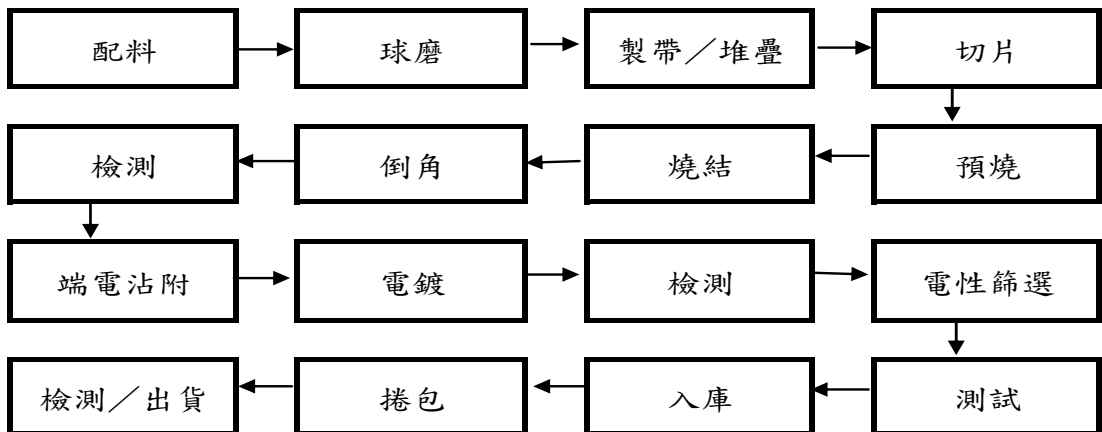 配料 球磨 製帶／堆疊 切片
檢測 倒角 燒結 預燒
端電沾附 電鍍 檢測 電性篩選
檢測／出貨 捲包 入庫 測試